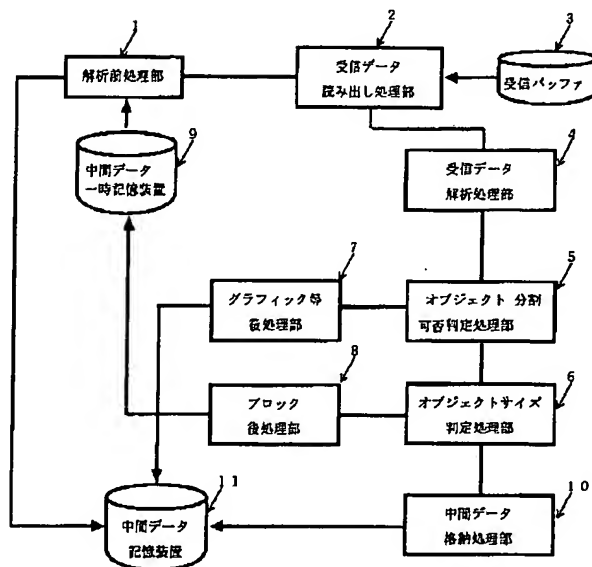 1
解析前処理部
2
受信データ
読み出し処理部
3
受信バッファ
9
中間データ
一時記憶装置
4
受信データ
解析処理部
7
グラフィック等
後処理部
5
オブジェクト 分割
可否判定処理部
8
ブロック
後処理部
6
オブジェクトサイズ
判定処理部
11
中間データ
記憶装置
10
中間データ
格納処理部